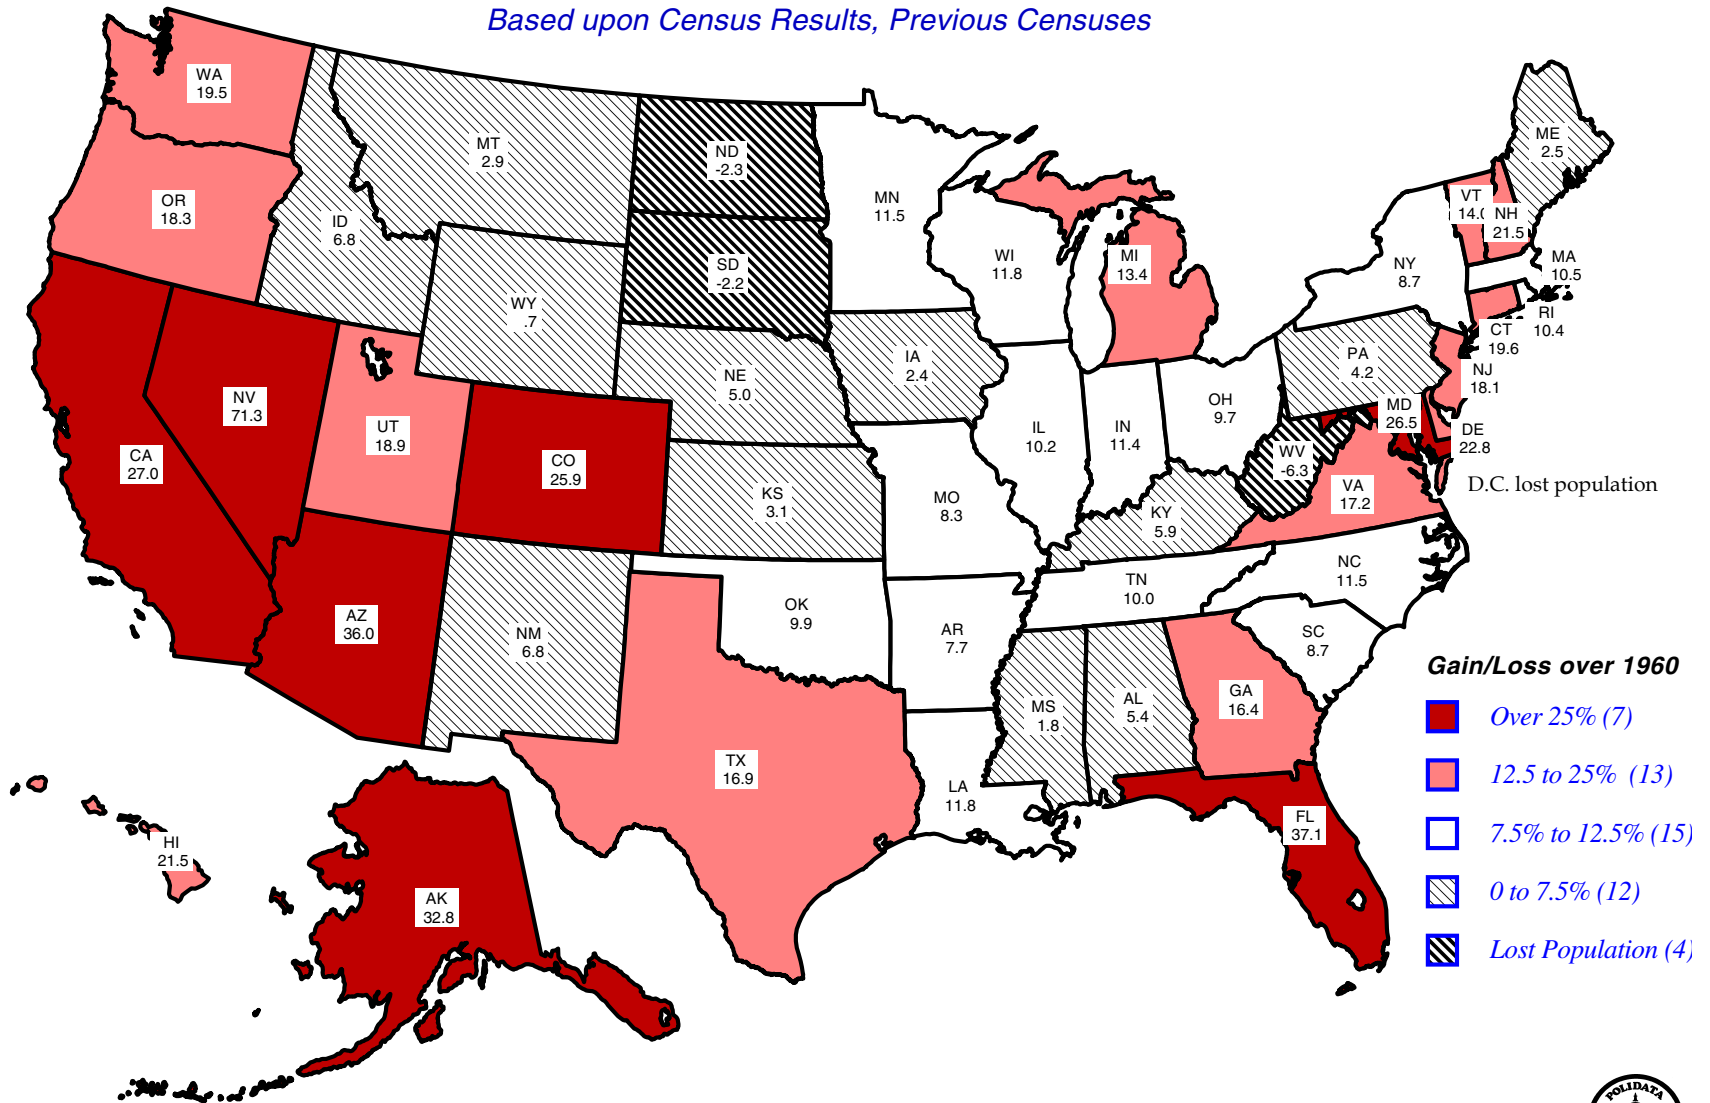 Based upon Census Results, Previous Censuses
WA
19.5
OR
18.3
CA
27.0
NV
71.3
ID
6.8
MT
2.9
WY
.7
UT
18.9
CO
25.9
AZ
36.0
NM
6.8
ND
-2.3
SD
-2.2
NE
5.0
KS
3.1
OK
9.9
TX
16.9
MN
11.5
IA
2.4
MO
8.3
AR
7.7
LA
11.8
WI
11.8
IL
10.2
MI
13.4
IN
11.4
OH
9.7
KY
5.9
TN
10.0
MS
1.8
AL
5.4
GA
16.4
FL
37.1
SC
8.7
NC
11.5
VA
17.2
WV
-6.3
PA
4.2
NY
8.7
VT
14.0
NH
21.5
ME
2.5
MA
10.5
RI
10.4
CT
19.6
NJ
18.1
MD
26.5
DE
22.8
D.C. lost population
HI
21.5
AK
32.8
Gain/Loss over 1960
Over 25% (7)
12.5 to 25% (13)
7.5% to 12.5% (15)
0 to 7.5% (12)
Lost Population (4)
POLIDATA